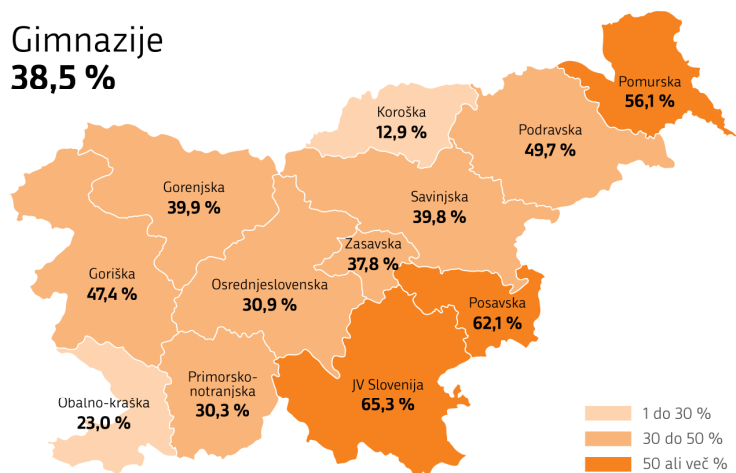 Gimnazije
38,5 %
Pomurska
56,1 %
Koroška
12,9 %
Podravska
49,7 %
Gorenjska
39,9 %
Savinjska
39,8 %
Zasavska
37,8 %
Goriška
47,4 %
Osrednjeslovenska
30,9 %
Posavska
62,1 %
Primorsko-
notranjska
30,3 %
JV Slovenija
65,3 %
Obalno-kraška
23,0 %
1 do 30 %
30 do 50 %
50 ali več %